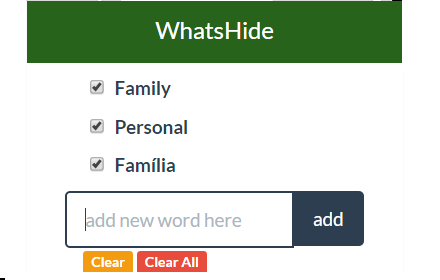 WhatsHide
Family
Personal
Família
add new word here add
Clear Clear All